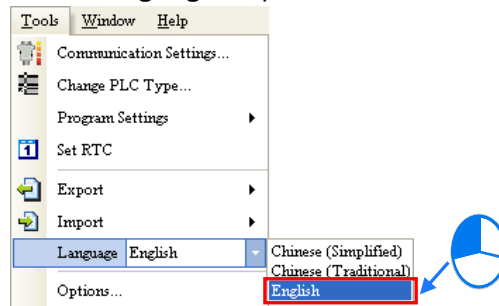 Tools Window Help
Communication Settings...
Change PLC Type...
Program Settings
1 Set RTC
Export
Import
Language English
Chinese (Simplified)
Chinese (Traditional)
English
Options...